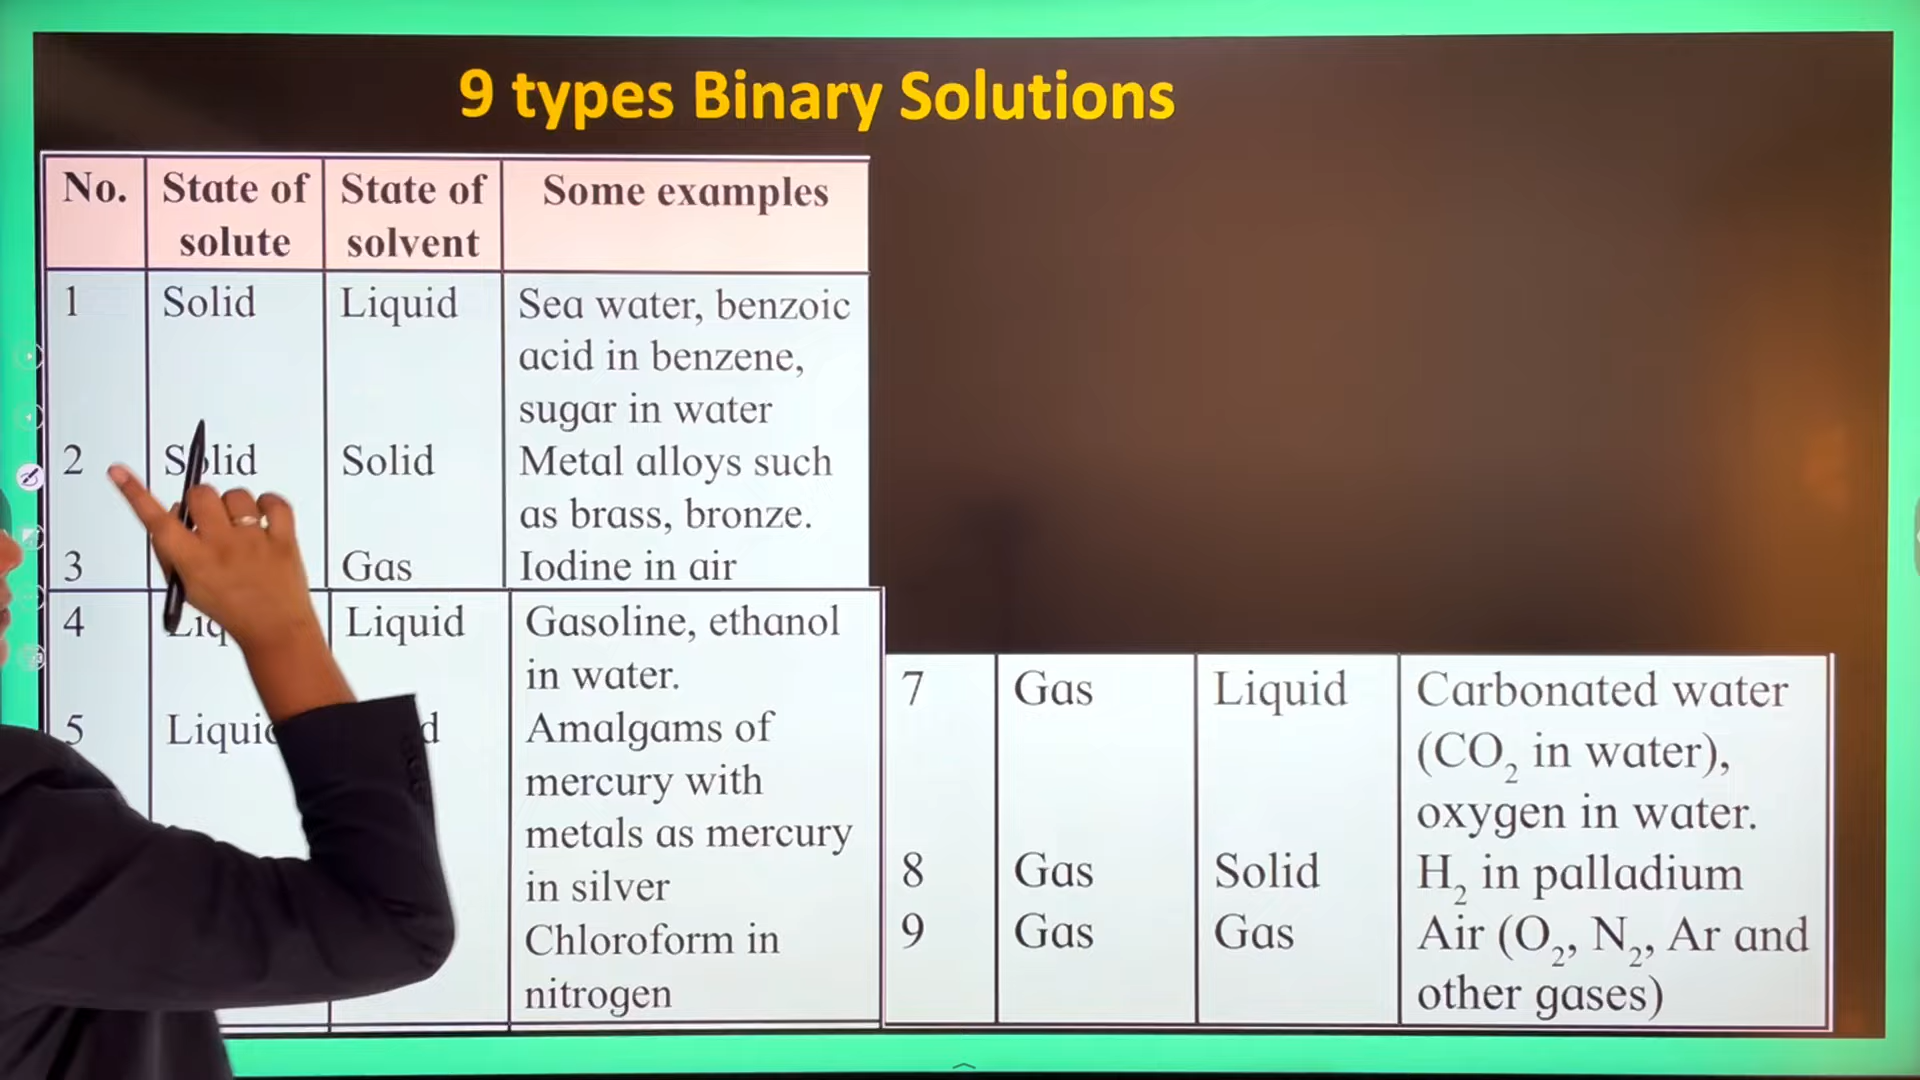 9 types Binary Solutions
No. State of solute State of solvent Some examples
1 Solid Liquid Sea water, benzoic
acid in benzene,
sugar in water
2 Solid Solid Metal alloys such
as brass, bronze.
3 Gas Iodine in air
4 Liquid Gasoline, ethanol
in water.
5 Liquid Amalgams of
mercury with
metals as mercury
in silver
Chloroform in
nitrogen
7 Gas Liquid Carbonated water
(CO₂ in water),
oxygen in water.
8 Gas Solid H₂ in palladium
9 Gas Gas Air (O₂, N₂, Ar and
other gases)